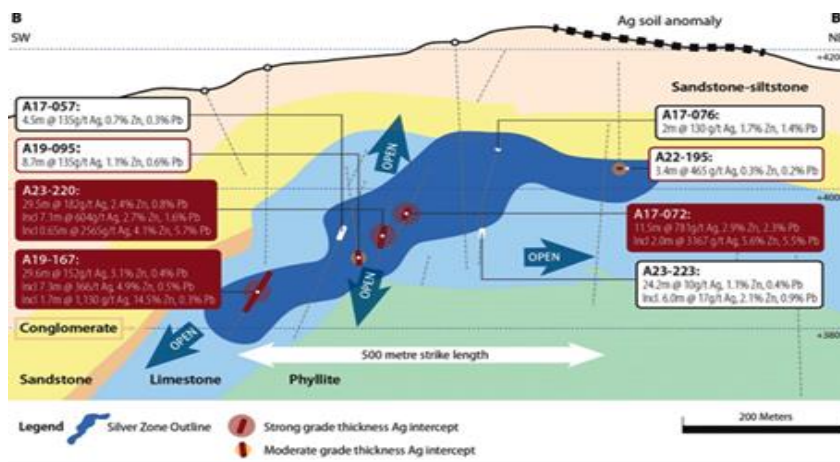 B
B
SW
NE
Ag soil anomaly
+420
Sandstone-siltstone
A17-057:
4.5m @ 135g/t Ag, 0.7% Zn, 0.3% Pb
A19-095:
8.7m @ 135g/t Ag, 1.1% Zn, 0.6% Pb
A23-220:
29.5m @ 182g/t Ag, 2.4% Zn, 0.8% Pb
Incl 7.1m @ 604g/t Ag, 2.7% Zn, 1.6% Pb
Incl 0.65m @ 2565g/t Ag, 4.1% Zn, 5.7% Pb
A19-167:
29.6m @ 152g/t Ag, 3.1% Zn, 0.4% Pb
Incl 7.3m @ 366/t Ag, 4.9% Zn, 0.5% Pb
Incl 1.7m @ 1,130 g/t Ag, 14.5% Zn, 0.3% Pb
A17-076:
2m @ 130 g/t Ag, 1.7% Zn, 1.4% Pb
A22-195:
3.4m @ 465 g/t Ag, 0.3% Zn, 0.2% Pb
+400
A17-072:
11.5m @ 781g/t Ag, 2.9% Zn, 2.3% Pb
Incl 2.0m @ 3167 g/t Ag, 5.6% Zn, 5.5% Pb
A23-223:
24.2m @ 10g/t Ag, 1.1% Zn, 0.4% Pb
Incl. 6.0m @ 17g/t Ag, 2.1% Zn, 0.9% Pb
OPEN
OPEN
OPEN
OPEN
+380
Conglomerate
500 metre strike length
Sandstone
Limestone
Phyllite
Legend
Silver Zone Outline
Strong grade thickness Ag intercept
Moderate grade thickness Ag intercept
200 Meters